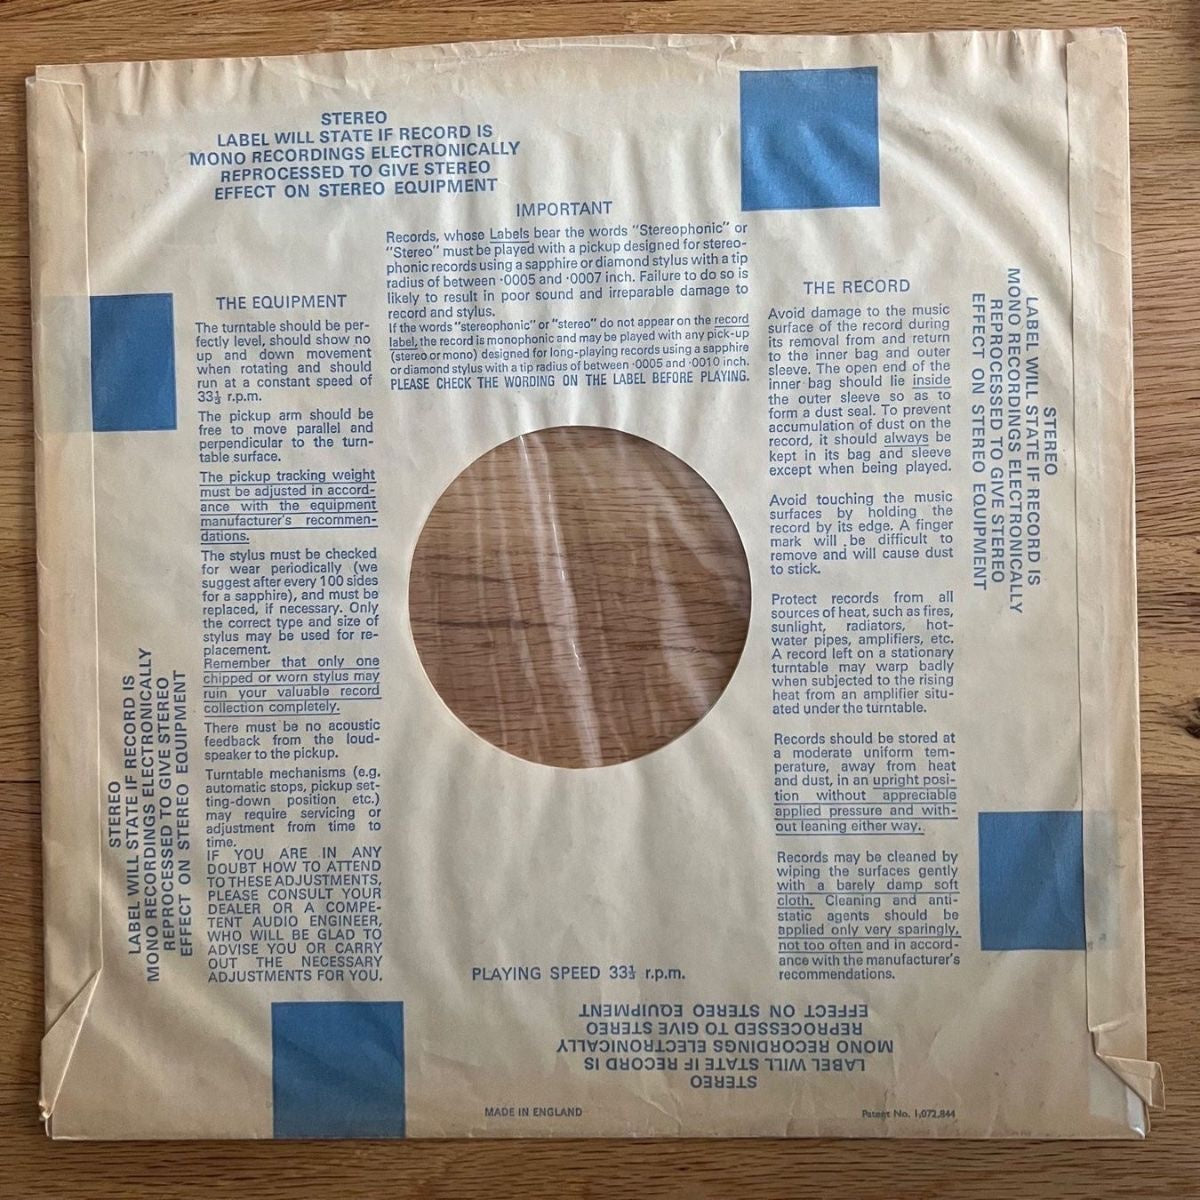 STEREO
LABEL WILL STATE IF RECORD IS
MONO RECORDINGS ELECTRONICALLY
REPROCESSED TO GIVE STEREO
EFFECT ON STEREO EQUIPMENT
IMPORTANT
Records, whose Labels bear the words "Stereophonic" or
"Stereo" must be played with a pickup designed for stereo-
phonic records using a sapphire or diamond stylus with a tip
radius of between ·0005 and ·0007 inch. Failure to do so is
likely to result in poor sound and irreparable damage to
record and stylus.
If the words "stereophonic" or "stereo" do not appear on the record
label, the record is monophonic and may be played with any pick-up
(stereo or mono) designed for long-playing records using a sapphire
or diamond stylus with a tip radius of between ·0005 and ·0010 inch.
PLEASE CHECK THE WORDING ON THE LABEL BEFORE PLAYING.
THE EQUIPMENT
The turntable should be per-
fectly level, should show no
up and down movement
when rotating and should
run at a constant speed of
33⅓ r.p.m.
The pickup arm should be
free to move parallel and
perpendicular to the turn-
table surface.
The pickup tracking weight
must be adjusted in accord-
ance with the equipment
manufacturer's recommen-
dations.
The stylus must be checked
for wear periodically (we
suggest after every 100 sides
for a sapphire), and must be
replaced, if necessary. Only
the correct type and size of
stylus may be used for re-
placement.
Remember that only one
chipped or worn stylus may
ruin your valuable record
collection completely.
There must be no acoustic
feedback from the loud-
speaker to the pickup.
Turntable mechanisms (e.g.
automatic stops, pickup set-
ting-down position etc.)
may require servicing or
adjustment from time to
time.
IF YOU ARE IN ANY
DOUBT HOW TO ATTEND
TO THESE ADJUSTMENTS,
PLEASE CONSULT YOUR
DEALER OR A COMPE-
TENT AUDIO ENGINEER,
WHO WILL BE GLAD TO
ADVISE YOU OR CARRY
OUT THE NECESSARY
ADJUSTMENTS FOR YOU.
THE RECORD
Avoid damage to the music
surface of the record during
its removal from and return
to the inner bag and outer
sleeve. The open end of the
inner bag should lie inside
the outer sleeve so as to
form a dust seal. To prevent
accumulation of dust on the
record, it should always be
kept in its bag and sleeve
except when being played.
Avoid touching the music
surfaces by holding the
record by its edge. A finger
mark will be difficult to
remove and will cause dust
to stick.
Protect records from all
sources of heat, such as fires,
sunlight, radiators, hot-
water pipes, amplifiers, etc.
A record left on a stationary
turntable may warp badly
when subjected to the rising
heat from an amplifier situ-
ated under the turntable.
Records should be stored at
a moderate uniform tem-
perature, away from heat
and dust, in an upright posi-
tion without appreciable
applied pressure and with-
out leaning either way.
Records may be cleaned by
wiping the surfaces gently
with a barely damp soft
cloth. Cleaning and anti-
static agents should be
applied only very sparingly,
not too often and in accord-
ance with the manufacturer's
recommendations.
STEREO
LABEL WILL STATE IF RECORD IS
MONO RECORDINGS ELECTRONICALLY
REPROCESSED TO GIVE STEREO
EFFECT ON STEREO EQUIPMENT
STEREO
LABEL WILL STATE IF RECORD IS
MONO RECORDINGS ELECTRONICALLY
REPROCESSED TO GIVE STEREO
EFFECT ON STEREO EQUIPMENT
PLAYING SPEED 33⅓ r.p.m.
STEREO
LABEL WILL STATE IF RECORD IS
MONO RECORDINGS ELECTRONICALLY
REPROCESSED TO GIVE STEREO
EFFECT ON STEREO EQUIPMENT
MADE IN ENGLAND
Patent No. 1,072,844